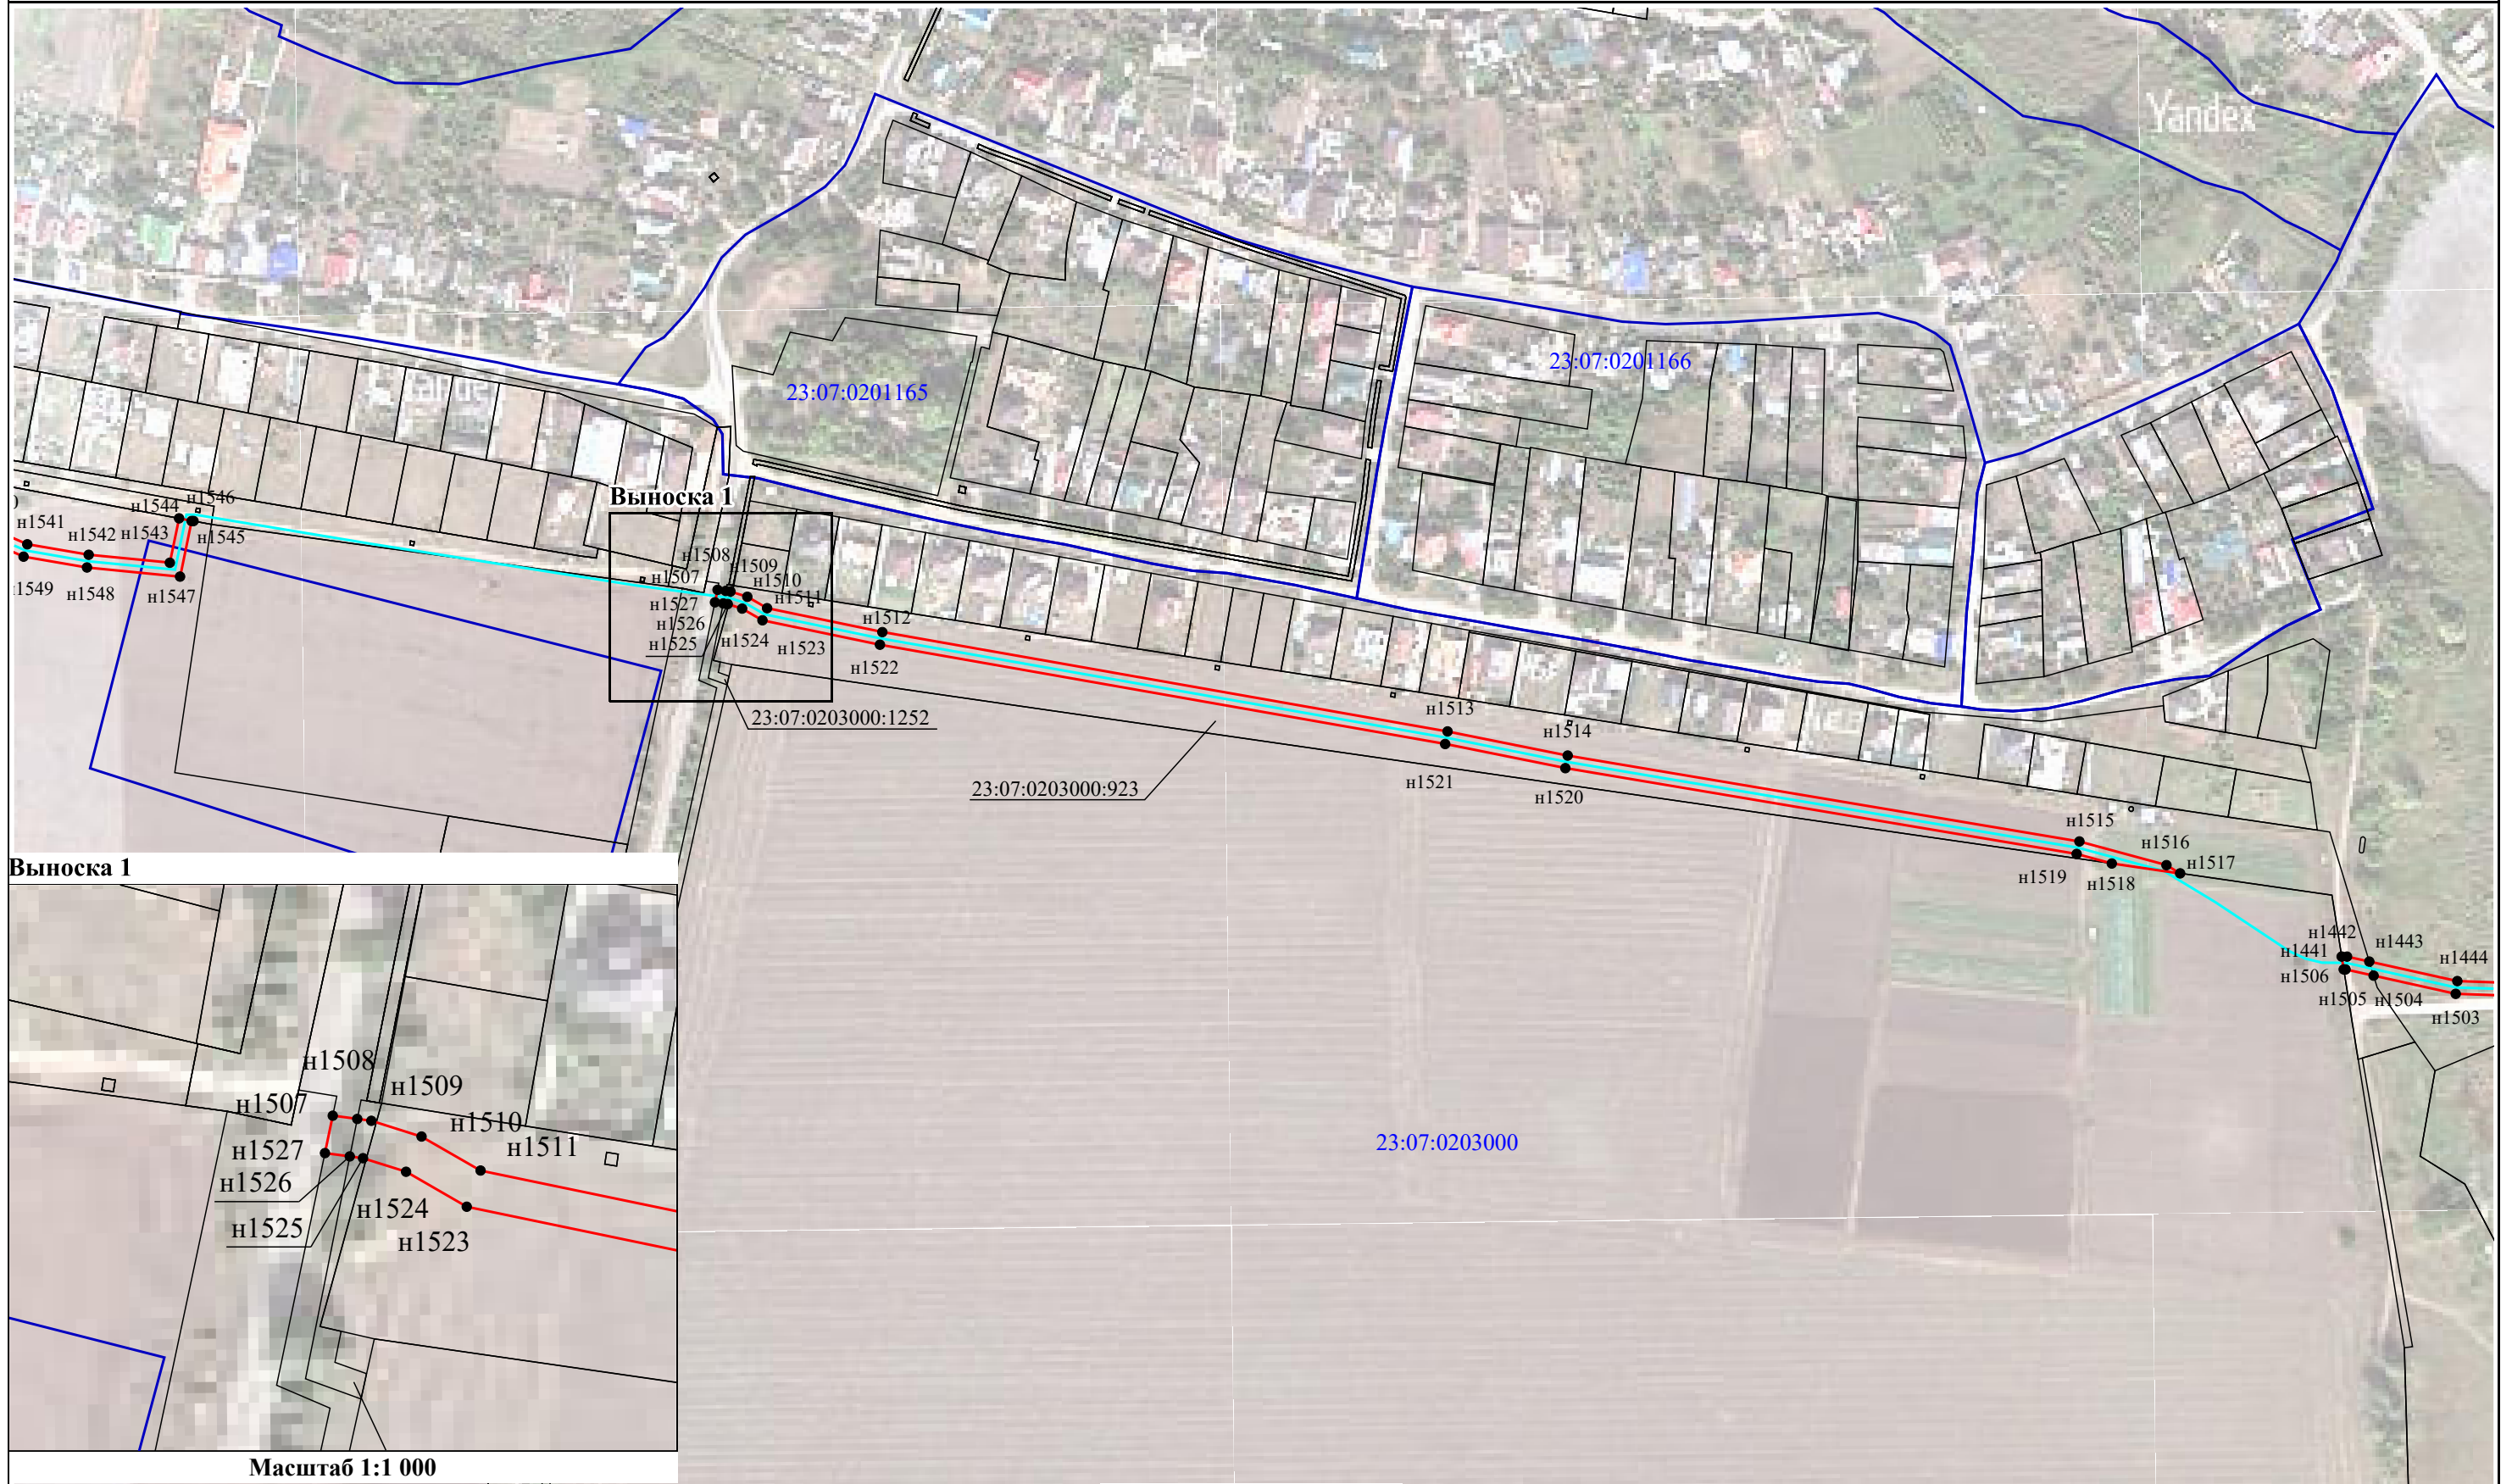 Yandex
23:07:0201166
23:07:0201165
Yandex
Выноска 1
н1544
н1546
н1541
н1542
н1543
н1545
н1549
н1548
н1547
н1508
н1507
н1509
н1510
н1527
н1511
н1526
н1512
н1525
н1524
н1523
н1522
23:07:0203000:1252
н1513
н1514
23:07:0203000:923
н1521
н1520
н1515
н1516
н1517
н1519
н1518
н1442
н1443
н1441
н1444
н1506
н1505
н1504
н1503
23:07:0203000
Выноска 1
н1508
н1509
н1507
н1510
н1511
н1527
н1526
н1524
н1525
н1523
Масштаб 1:1 000